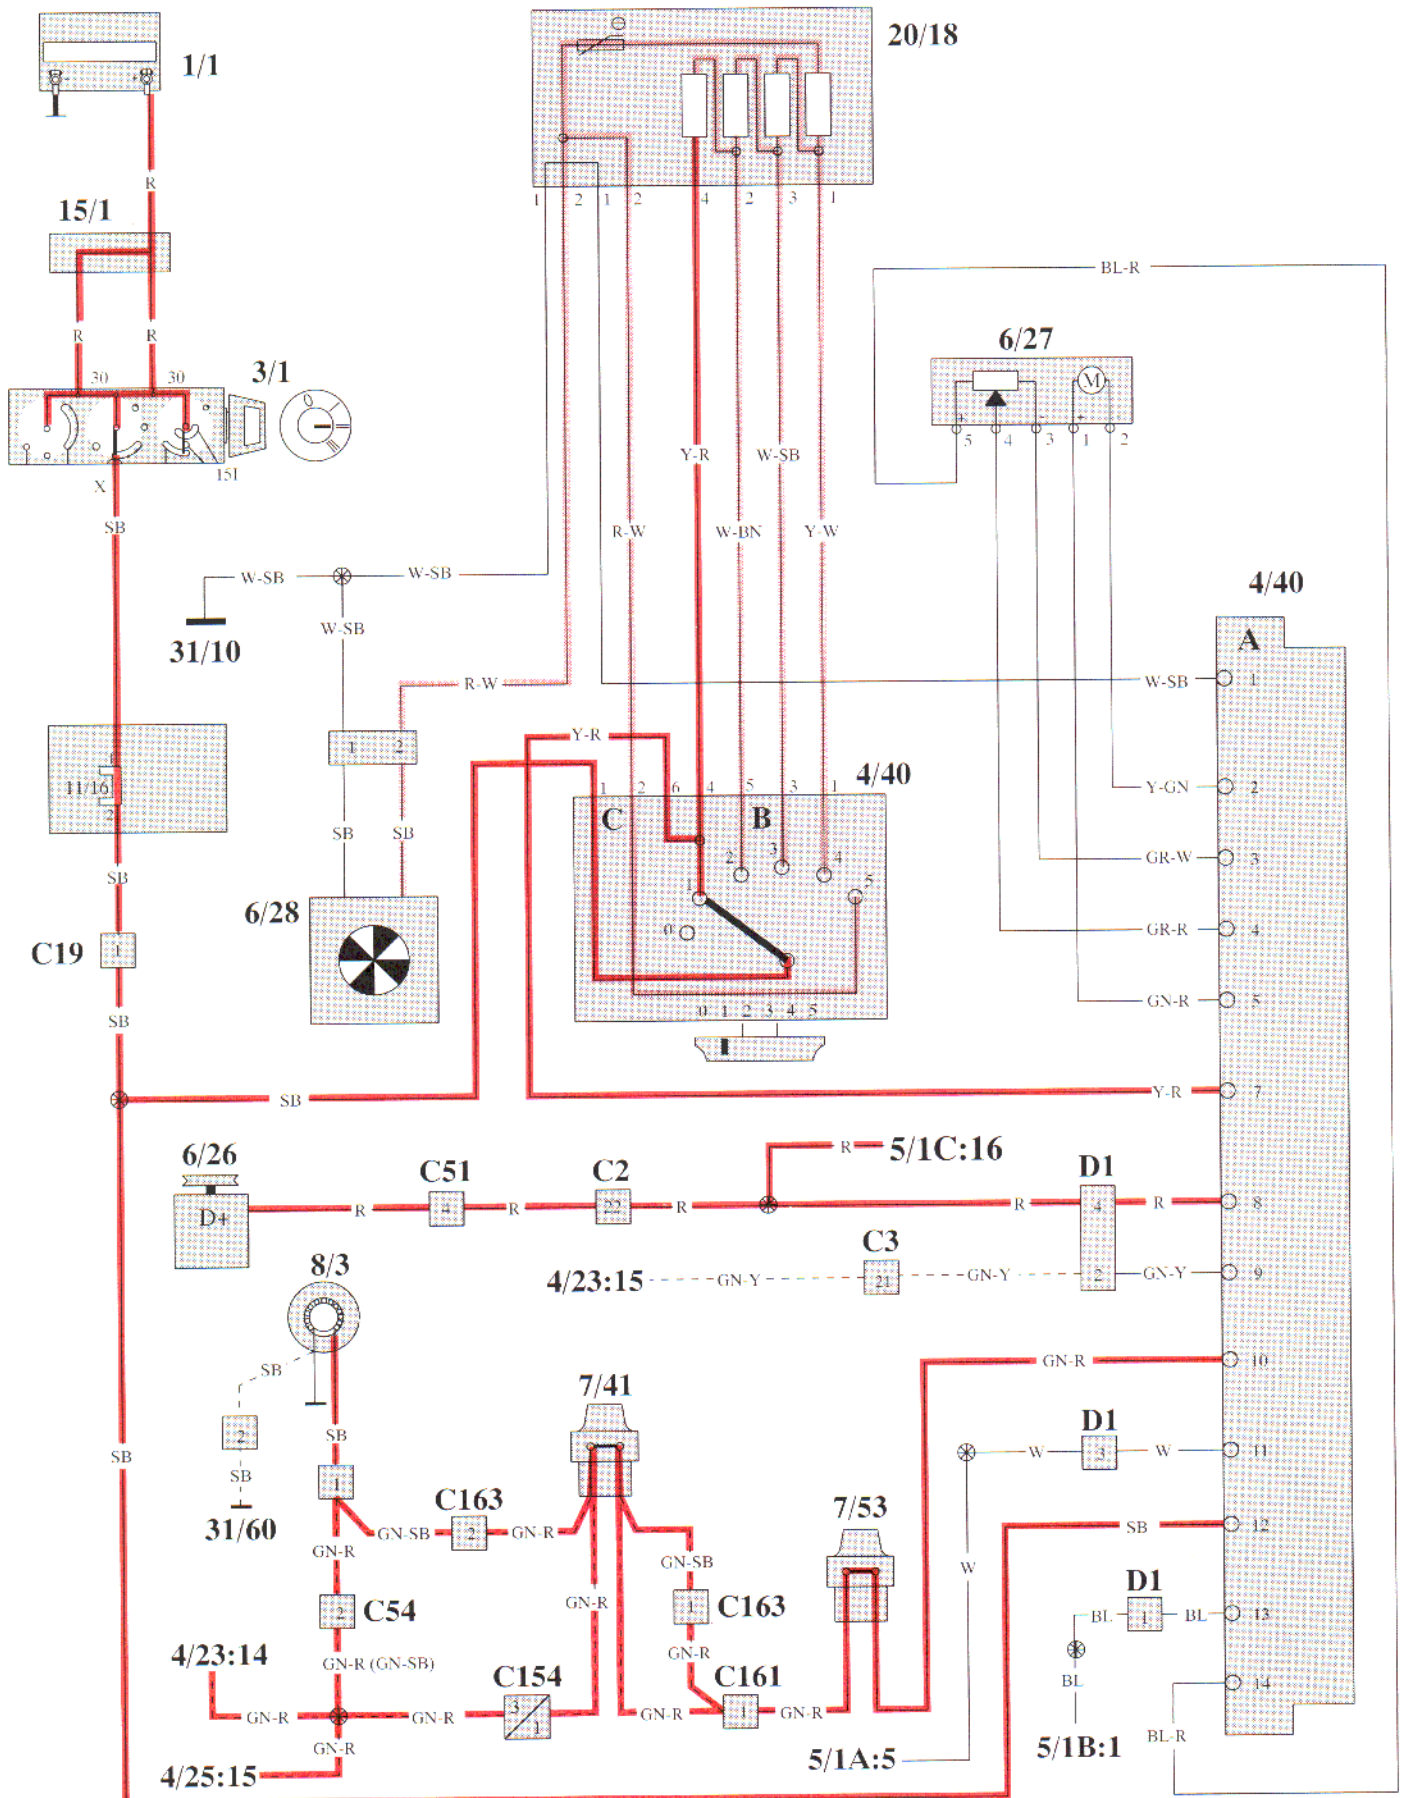 1/1
- +
20/18
R
15/1
1 2 1 2 4 2 3 1
BL-R
R R
6/27
M
30 30
3/1
0
+ - + -
5 4 3 1 2
Y-R W-SB
151
X
SB
R-W W-BN Y-W
W-SB W-SB
4/40
W-SB
31/10
A
R-W
W-SB 1
Y-R
1 2
4/40
11/16
2
1 2 6 4 5 3 1
Y-GN 2
C B
SB SB
2 3 4
GR-W 3
SB
1 5
6/28
0
GR-R 4
C19 1
GN-R 5
0 1 2 3 4 5
SB
SB
Y-R 7
6/26
R 5/1C:16
C51 C2 D1
D+
R 4 R 22 R R 4 R 8
C3
8/3
4/23:15 GN-Y 21 GN-Y 2 GN-Y 9
GN-R 10
SB
7/41
2
SB
SB
D1
W 3 W 11
SB
1
C163
7/53
31/60
GN-SB 2 GN-R
SB 12
GN-R
GN-SB
W
D1
GN-R
2 C54
1 C163
BL 1 BL 13
4/23:14
GN-R (GN-SB)
GN-R
C154
C161
BL
14
3
1
GN-R GN-R
GN-R 1 GN-R
BL-R
GN-R
5/1B:1
4/25:15
5/1A:5